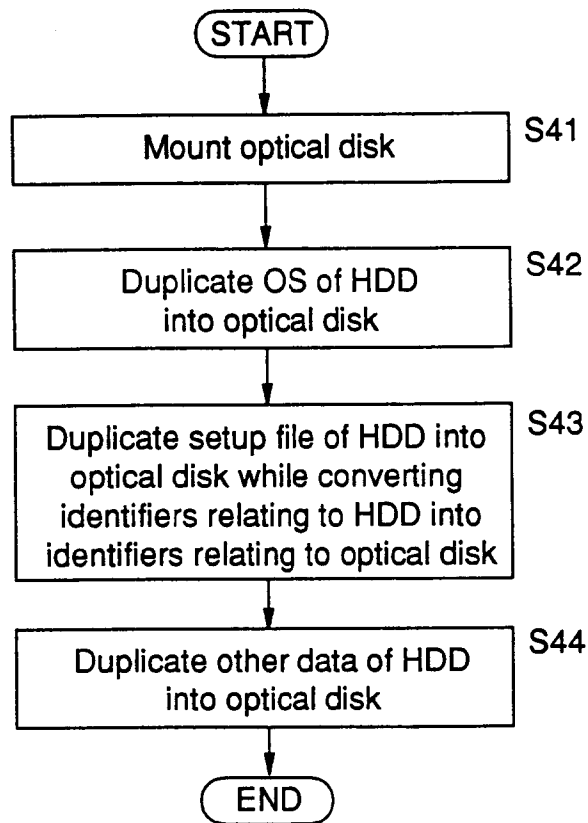 START
Mount optical disk
S41
Duplicate OS of HDD
into optical disk
S42
Duplicate setup file of HDD into
optical disk while converting
identifiers relating to HDD into
identifiers relating to optical disk
S43
Duplicate other data of HDD
into optical disk
S44
END